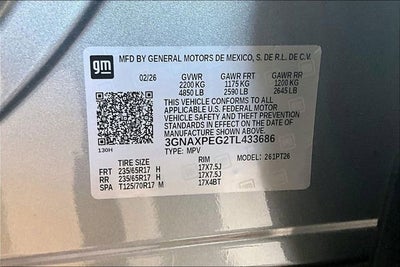 gm
MFD BY GENERAL MOTORS DE MEXICO, S. DE R.L. DE C.V.
02/26 GVWR GAWR FRT GAWR RR
2200 KG 1175 KG 1200 KG
4850 LB 2590 LB 2645 LB
THIS VEHICLE CONFORMS TO ALL
APPLICABLE U.S. FEDERAL MOTOR
VEHICLE SAFETY AND THEFT PREVENTION
STANDARDS IN EFFECT ON THE DATE OF
MANUFACTURE SHOWN ABOVE.
3GNAXPEG2TL433686
130H TYPE: MPV MODEL: 261PT26
TIRE SIZE RIM
FRT 235/65R17 H 17X7.5J
RR 235/65R17 H 17X7.5J
SPA T125/70R17 M 17X4BT